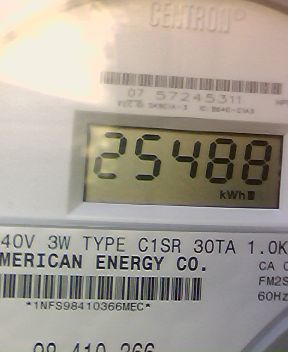 CENTRON®
07 57245311
25488
kWh
40V 3W TYPE C1SR 30TA 1.0K
MERICAN ENERGY CO.
CA 0
*1NFS98410366MEC*
FM2S
60Hz
98 410 366